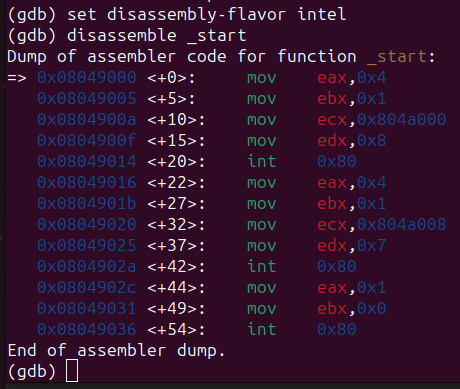 (gdb) set disassembly-flavor intel
(gdb) disassemble _start
Dump of assembler code for function _start:
=> 0x08049000 <+0>: mov eax,0x4
0x08049005 <+5>: mov ebx,0x1
0x0804900a <+10>: mov ecx,0x804a000
0x0804900f <+15>: mov edx,0x8
0x08049014 <+20>: int 0x80
0x08049016 <+22>: mov eax,0x4
0x0804901b <+27>: mov ebx,0x1
0x08049020 <+32>: mov ecx,0x804a008
0x08049025 <+37>: mov edx,0x7
0x0804902a <+42>: int 0x80
0x0804902c <+44>: mov eax,0x1
0x08049031 <+49>: mov ebx,0x0
0x08049036 <+54>: int 0x80
End of assembler dump.
(gdb)